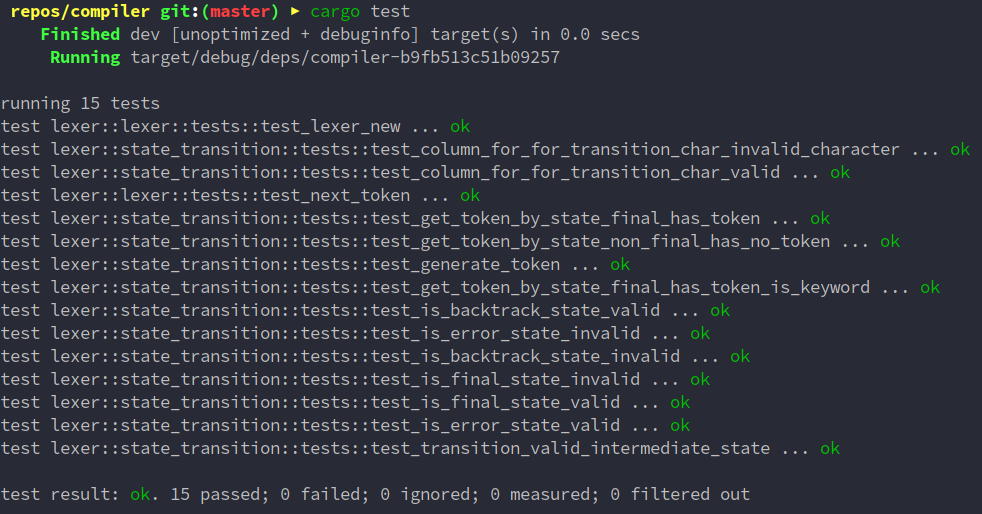 repos/compiler git:(master) ► cargo test
Finished dev [unoptimized + debuginfo] target(s) in 0.0 secs
Running target/debug/deps/compiler-b9fb513c51b09257
running 15 tests
test lexer::lexer::tests::test_lexer_new ... ok
test lexer::state_transition::tests::test_column_for_for_transition_char_invalid_character ... ok
test lexer::state_transition::tests::test_column_for_for_transition_char_valid ... ok
test lexer::lexer::tests::test_next_token ... ok
test lexer::state_transition::tests::test_get_token_by_state_final_has_token ... ok
test lexer::state_transition::tests::test_get_token_by_state_non_final_has_no_token ... ok
test lexer::state_transition::tests::test_generate_token ... ok
test lexer::state_transition::tests::test_get_token_by_state_final_has_token_is_keyword ... ok
test lexer::state_transition::tests::test_is_backtrack_state_valid ... ok
test lexer::state_transition::tests::test_is_error_state_invalid ... ok
test lexer::state_transition::tests::test_is_backtrack_state_invalid ... ok
test lexer::state_transition::tests::test_is_final_state_invalid ... ok
test lexer::state_transition::tests::test_is_final_state_valid ... ok
test lexer::state_transition::tests::test_is_error_state_valid ... ok
test lexer::state_transition::tests::test_transition_valid_intermediate_state ... ok
test result: ok. 15 passed; 0 failed; 0 ignored; 0 measured; 0 filtered out